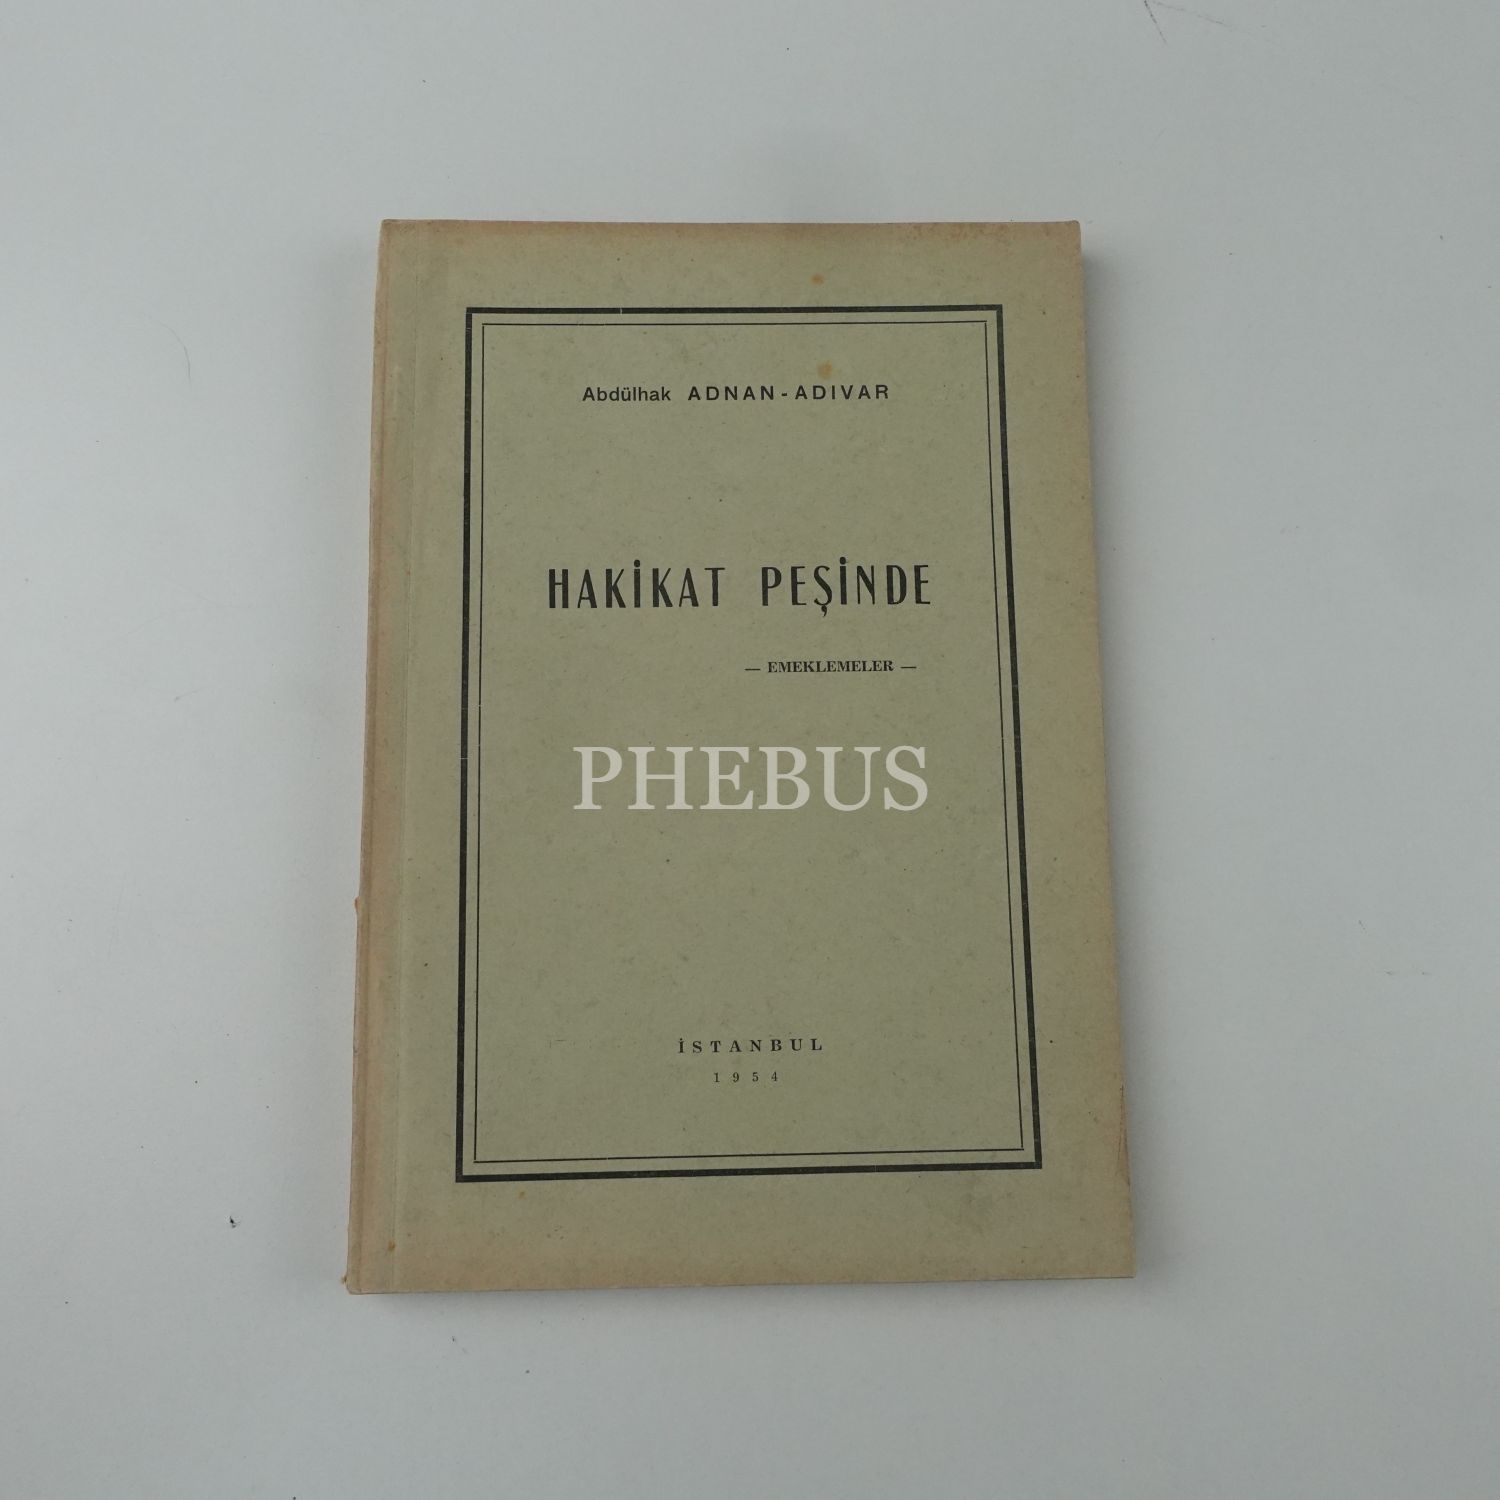 Abdülhak ADNAN - ADIVAR
HAKİKAT PEŞİNDE
— EMEKLEMELER —
PHEBUS
İSTANBUL
1954